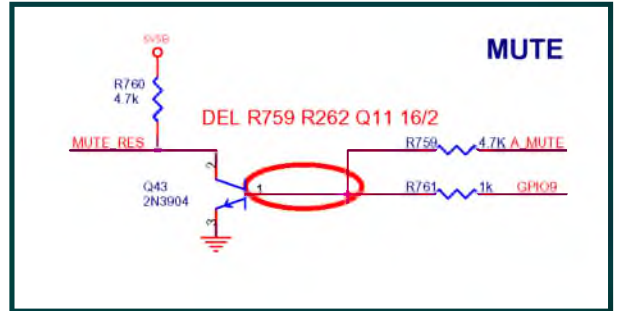 5V5B
MUTE
R760
4.7k
DEL R759 R262 Q11 16/2
MUTE_RES
R759 4.7K A_MUTE
2
Q43
2N3904
1
R761 1k GPIO9
3